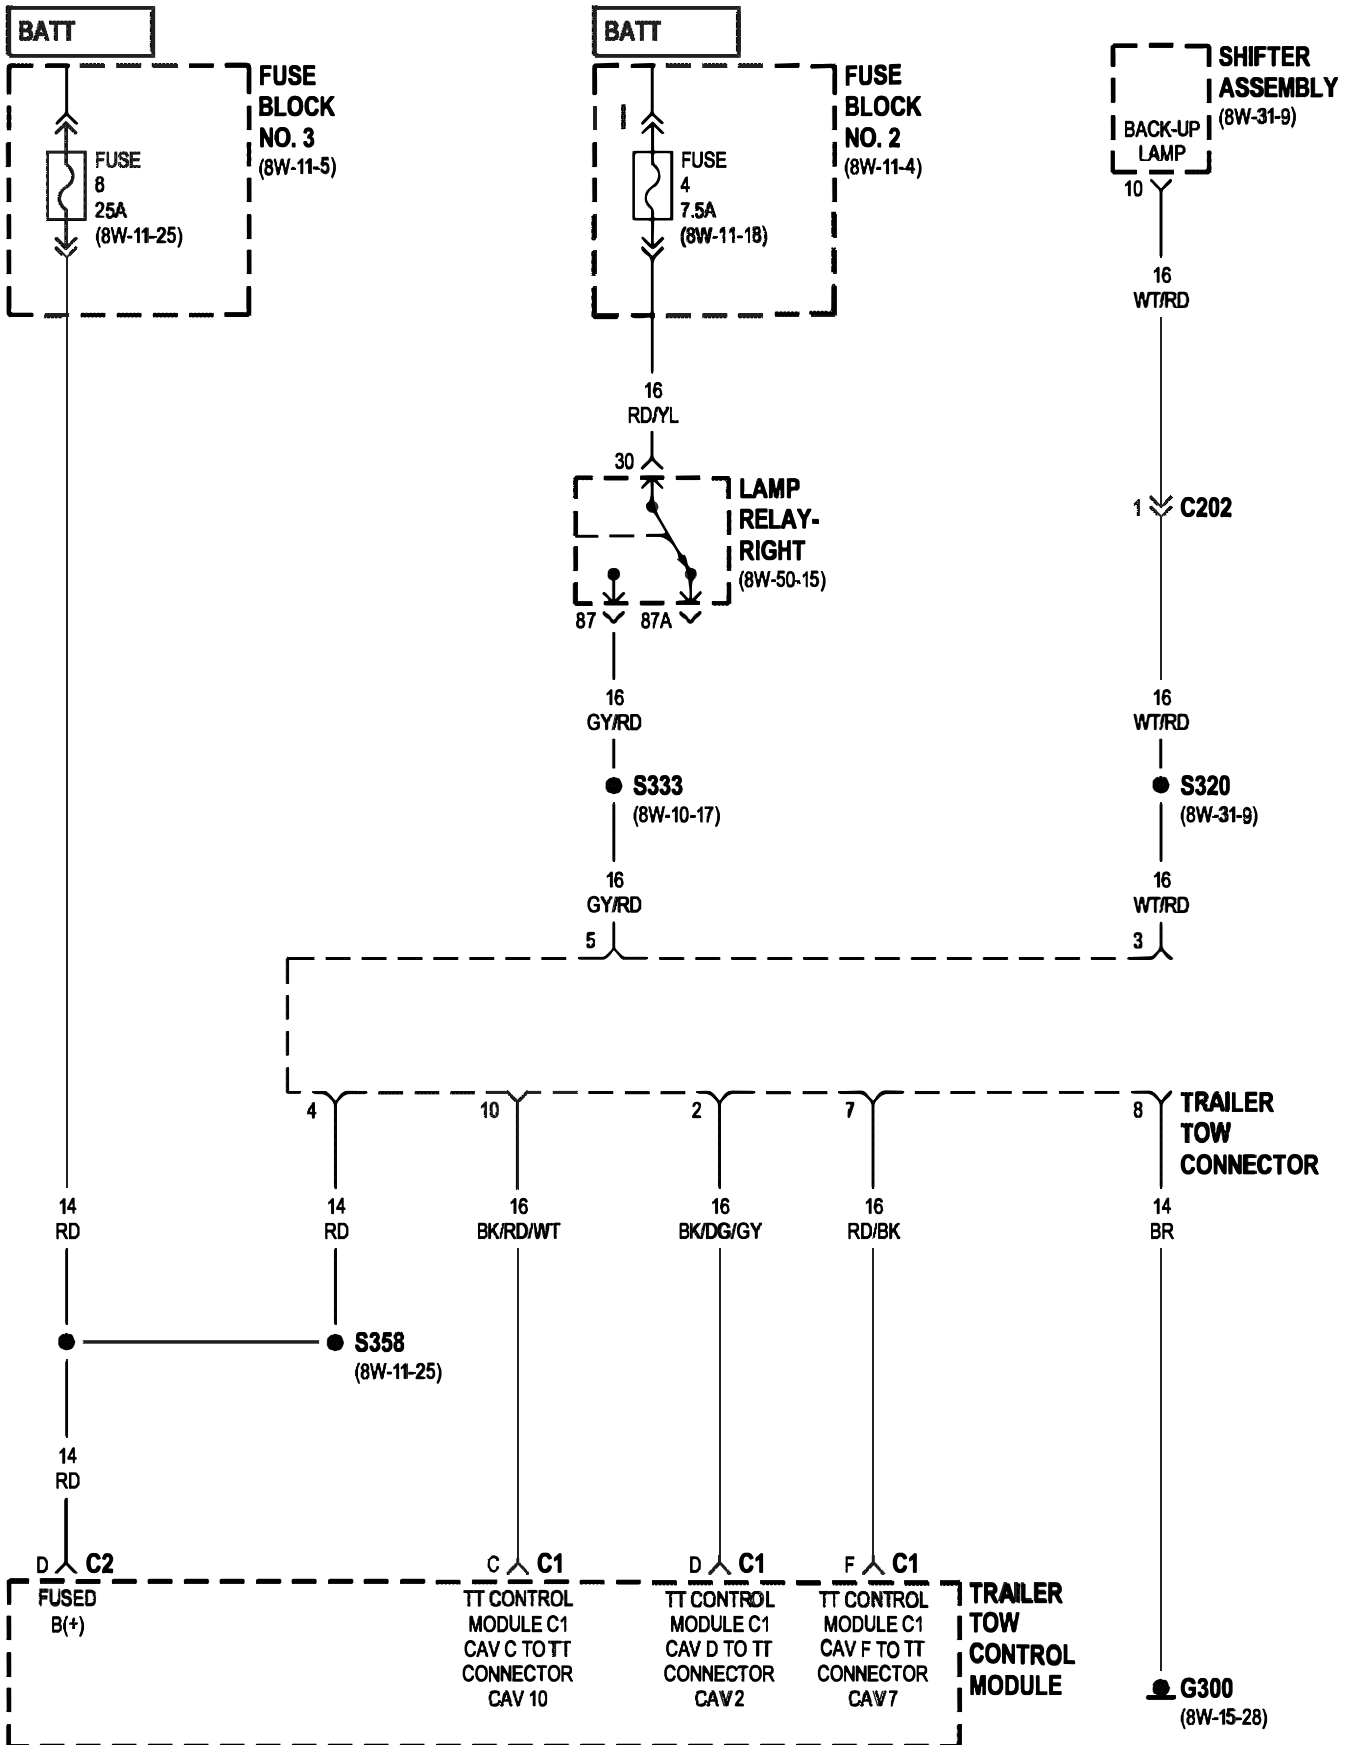 BATT
BATT
FUSE
BLOCK
NO. 3
(8W-11-5)
FUSE
8
25A
(8W-11-25)
FUSE
BLOCK
NO. 2
(8W-11-4)
FUSE
4
7.5A
(8W-11-18)
SHIFTER
ASSEMBLY
(8W-31-9)
BACK-UP
LAMP
10
16
WT/RD
16
RD/YL
30
LAMP
RELAY-
RIGHT
(8W-50-15)
87
87A
1
C202
16
GY/RD
16
WT/RD
S333
(8W-10-17)
S320
(8W-31-9)
16
GY/RD
16
WT/RD
5
3
4
10
2
7
8
TRAILER
TOW
CONNECTOR
14
RD
14
RD
16
BK/RD/WT
16
BK/DG/GY
16
RD/BK
14
BR
S358
(8W-11-25)
14
RD
D
C2
C
C1
D
C1
F
C1
FUSED
B(+)
TT CONTROL
MODULE C1
CAV C TO TT
CONNECTOR
CAV 10
TT CONTROL
MODULE C1
CAV D TO TT
CONNECTOR
CAV 2
TT CONTROL
MODULE C1
CAV F TO TT
CONNECTOR
CAV 7
TRAILER
TOW
CONTROL
MODULE
G300
(8W-15-28)